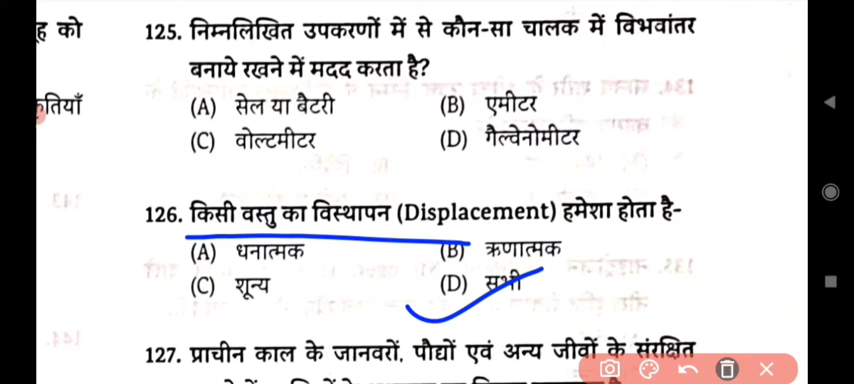 ह को
125. निम्नलिखित उपकरणों में से कौन-सा चालक में विभवांतर
बनाये रखने में मदद करता है?
तियाँ
(A) सेल या बैटरी (B) एमीटर
(C) वोल्टमीटर (D) गैल्वेनोमीटर
126. किसी वस्तु का विस्थापन (Displacement) हमेशा होता है-
(A) धनात्मक (B) ऋणात्मक
(C) शून्य (D) सभी
127. प्राचीन काल के जानवरों, पौद्यों एवं अन्य जीवों के संरक्षित